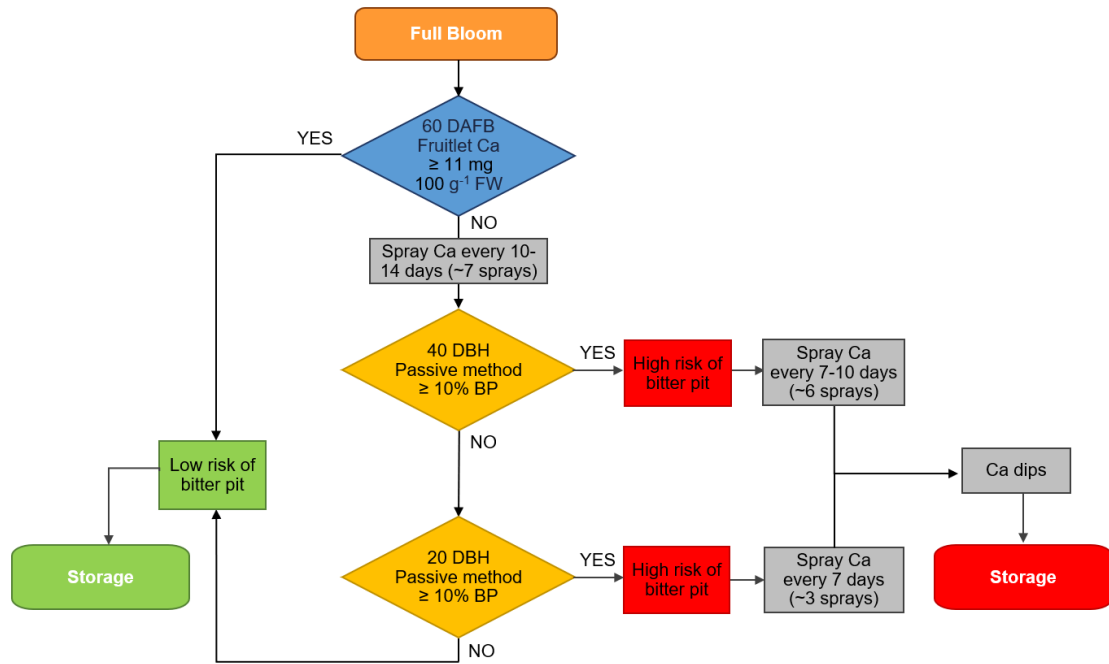 Full Bloom
YES
60 DAFB
Fruitlet Ca
≥ 11 mg
100 g⁻¹ FW
NO
Spray Ca every 10-
14 days (~7 sprays)
40 DBH
Passive method
≥ 10% BP
YES
High risk of
bitter pit
Spray Ca
every 7-10 days
(~6 sprays)
NO
Low risk of
bitter pit
Ca dips
20 DBH
Passive method
≥ 10% BP
YES
High risk of
bitter pit
Spray Ca
every 7 days
(~3 sprays)
Storage
Storage
NO